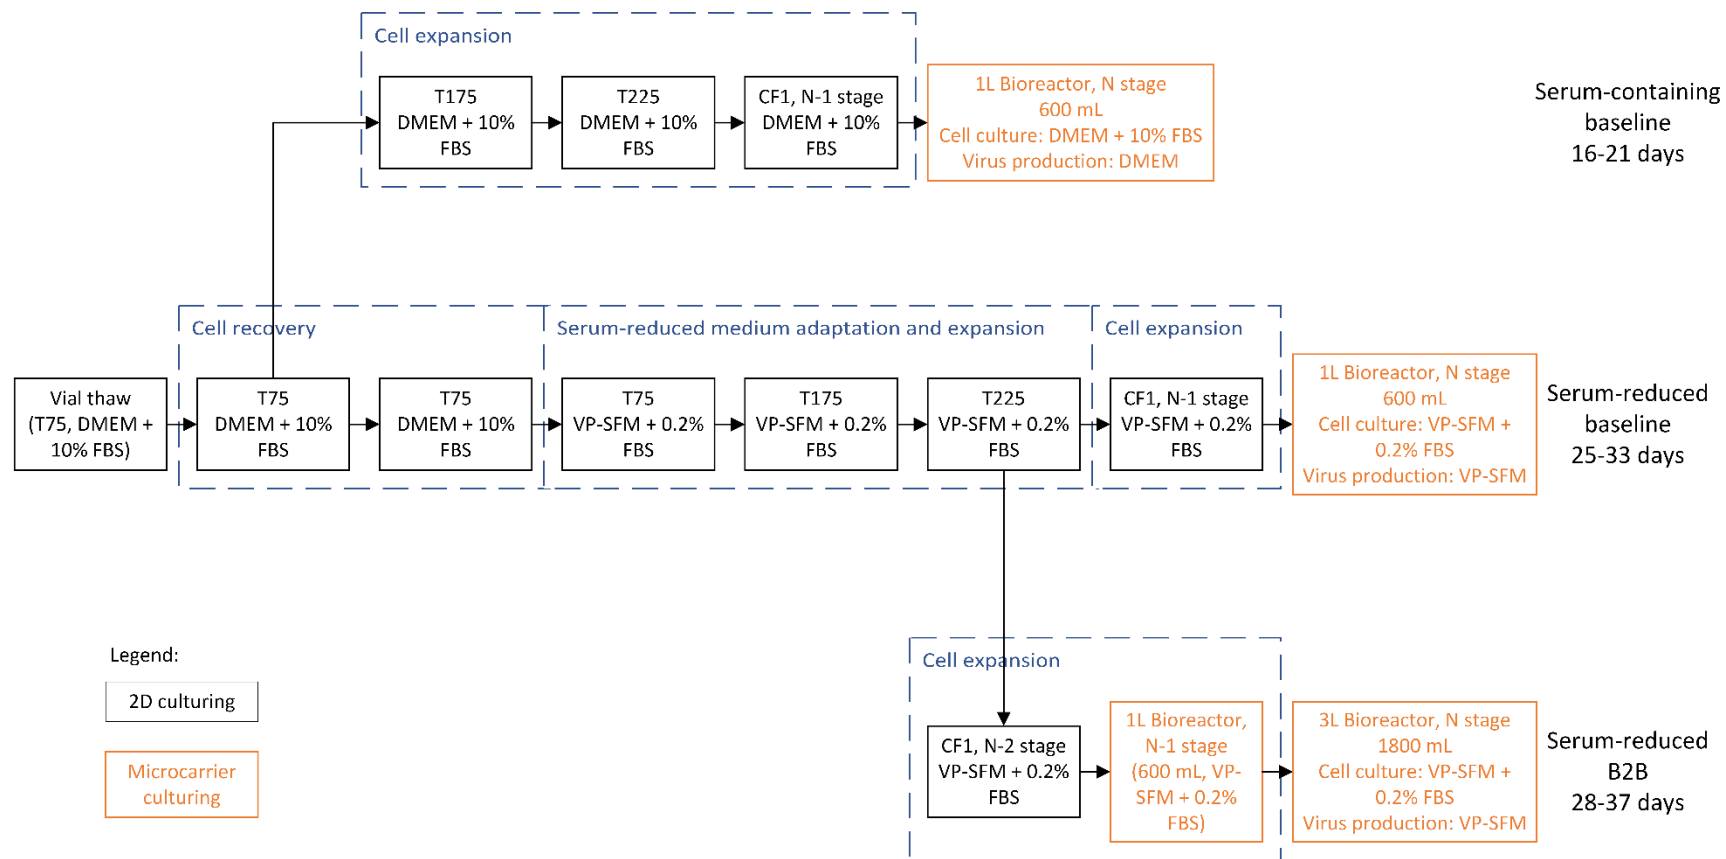 Cell expansion
T175
DMEM + 10%
FBS
T225
DMEM + 10%
FBS
CF1, N-1 stage
DMEM + 10%
FBS
1L Bioreactor, N stage
600 mL
Cell culture: DMEM + 10% FBS
Virus production: DMEM
Serum-containing
baseline
16-21 days
Cell recovery
Serum-reduced medium adaptation and expansion
Cell expansion
Vial thaw
(T75, DMEM +
10% FBS)
T75
DMEM + 10%
FBS
T75
DMEM + 10%
FBS
T75
VP-SFM + 0.2%
FBS
T175
VP-SFM + 0.2%
FBS
T225
VP-SFM + 0.2%
FBS
CF1, N-1 stage
VP-SFM + 0.2%
FBS
1L Bioreactor, N stage
600 mL
Cell culture: VP-SFM +
0.2% FBS
Virus production: VP-SFM
Serum-reduced
baseline
25-33 days
Legend:
2D culturing
Microcarrier
culturing
Cell expansion
CF1, N-2 stage
VP-SFM + 0.2%
FBS
1L Bioreactor,
N-1 stage
(600 mL, VP-
SFM + 0.2%
FBS)
3L Bioreactor, N stage
1800 mL
Cell culture: VP-SFM +
0.2% FBS
Virus production: VP-SFM
Serum-reduced
B2B
28-37 days